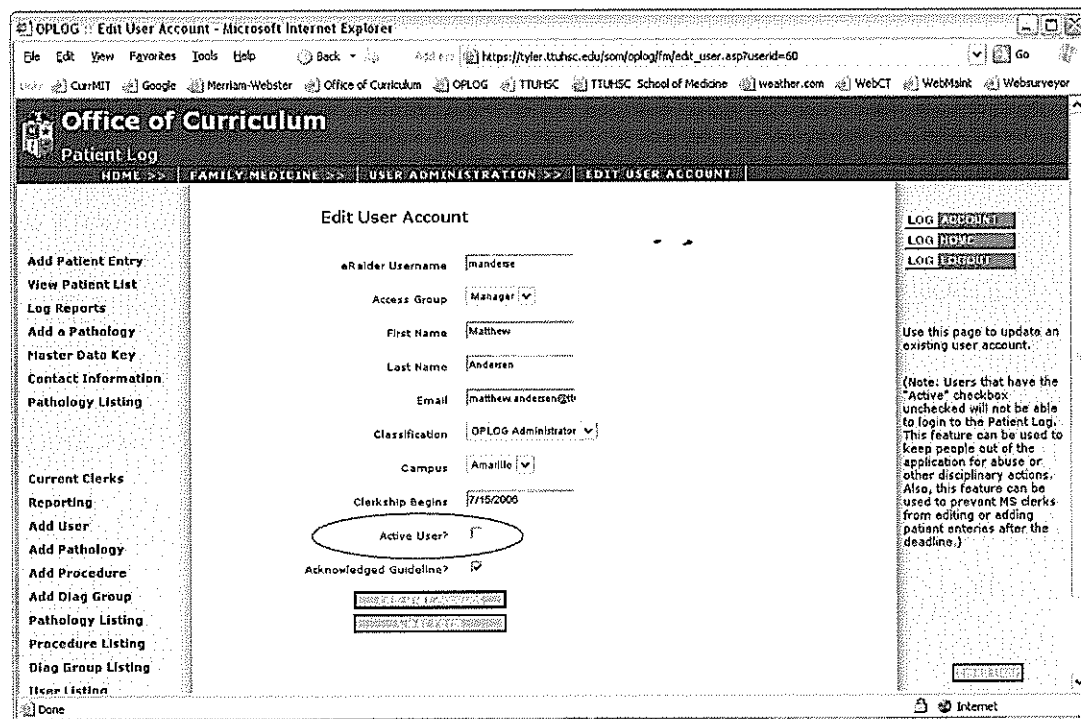 OPLOG :: Edit User Account - Microsoft Internet Explorer
File Edit View Favorites Tools Help Back https://tyler.ttuhsc.edu/som/oplog/fm/edit_user.asp?userid=60 Go
CurrMIT Google Merriam-Webster Office of Curriculum OPLOG TTUHSC TTUHSC School of Medicine weather.com WebCT WebMaint Websurveyor
Office of Curriculum
Patient Log
HOME >> FAMILY MEDICINE >> USER ADMINISTRATION >> EDIT USER ACCOUNT
Add Patient Entry
View Patient List
Log Reports
Add a Pathology
Master Data Key
Contact Information
Pathology Listing
Current Clerks
Reporting
Add User
Add Pathology
Add Procedure
Add Diag Group
Pathology Listing
Procedure Listing
Diag Group Listing
User Listing
Edit User Account
eRaider Username manderse
Access Group Manager
First Name Matthew
Last Name Andersen
Email matthew.andersen@tt
Classification OPLOG Administrator
Campus Amarillo
Clerkship Begins 7/15/2006
Active User?
Acknowledged Guideline?
LOG ACCOUNT
LOG HOME
LOG LOGOUT
Use this page to update an
existing user account.
(Note: Users that have the
"Active" checkbox
unchecked will not be able
to login to the Patient Log.
This feature can be used to
keep people out of the
application for abuse or
other disciplinary actions.
Also, this feature can be
used to prevent MS clerks
from editing or adding
patient enteries after the
deadline.)
Done Internet